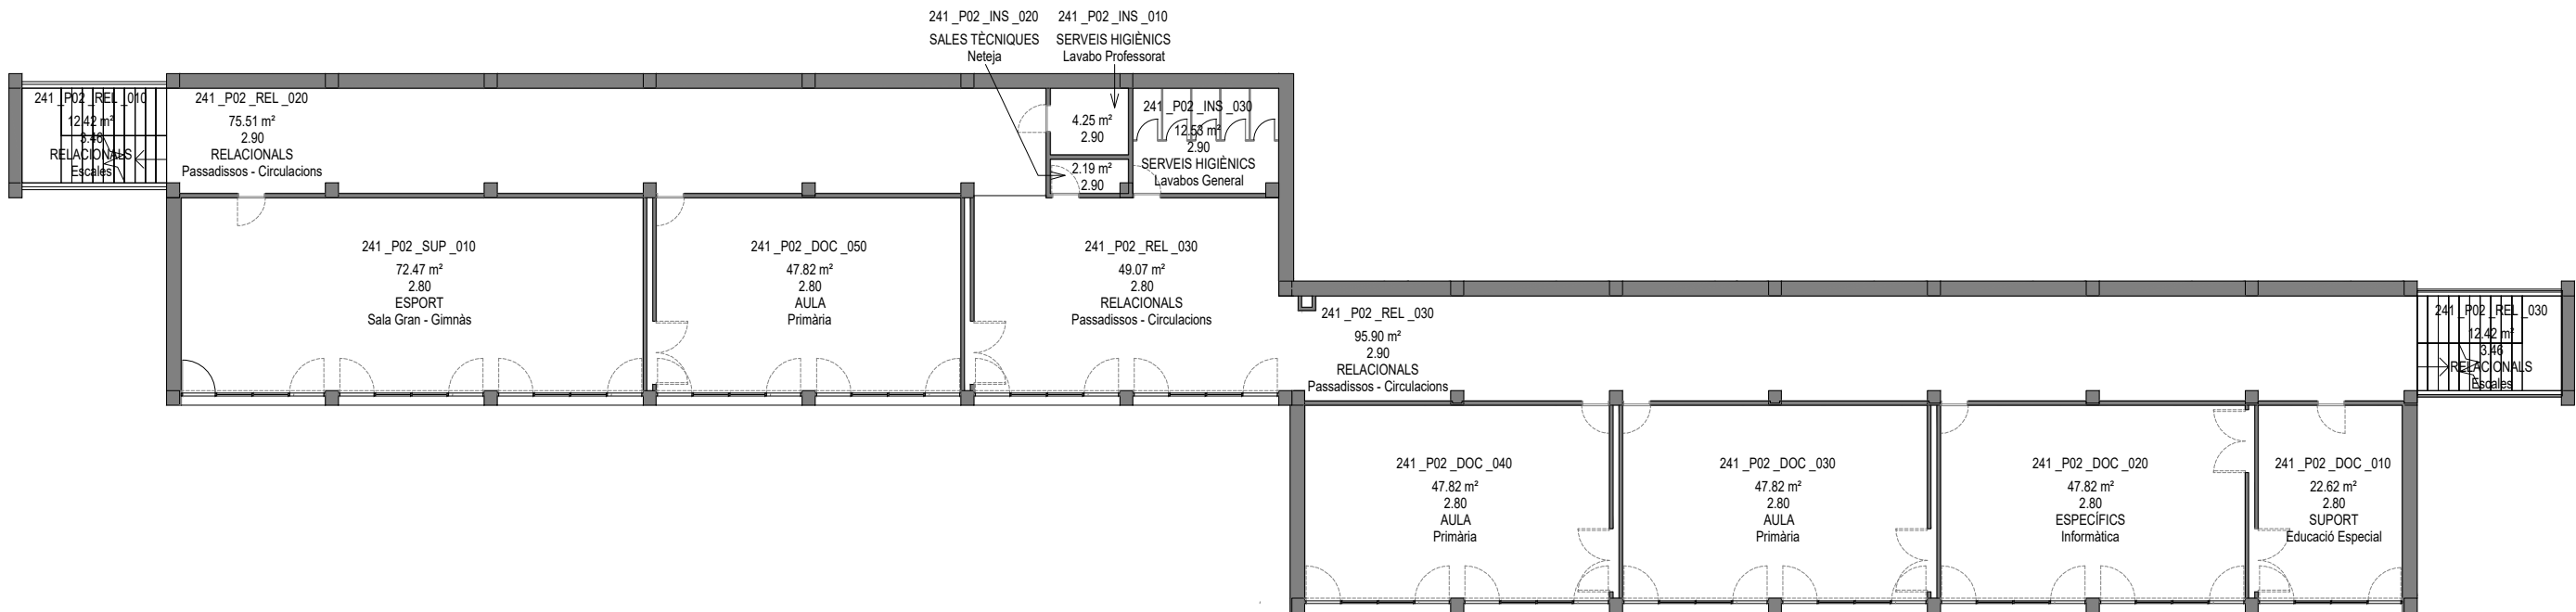 241 _P02 _INS _020
SALES TÈCNIQUES
Neteja
241 _P02 _INS _010
SERVEIS HIGIÈNICS
Lavabo Professorat
241 _P02 _REL _010
12.42 m²
3.46
RELACIONALS
Escales
241 _P02 _REL _020
75.51 m²
2.90
RELACIONALS
Passadissos - Circulacions
4.25 m²
2.90
2.19 m²
2.90
241 _P02 _INS _030
12.53 m²
2.90
SERVEIS HIGIÈNICS
Lavabos General
241 _P02 _SUP _010
72.47 m²
2.80
ESPORT
Sala Gran - Gimnàs
241 _P02 _DOC _050
47.82 m²
2.80
AULA
Primària
241 _P02 _REL _030
49.07 m²
2.80
RELACIONALS
Passadissos - Circulacions
241 _P02 _REL _030
95.90 m²
2.90
RELACIONALS
Passadissos - Circulacions
241 _P02 _REL _030
12.42 m²
3.46
RELACIONALS
Escales
241 _P02 _DOC _040
47.82 m²
2.80
AULA
Primària
241 _P02 _DOC _030
47.82 m²
2.80
AULA
Primària
241 _P02 _DOC _020
47.82 m²
2.80
ESPECÍFICS
Informàtica
241 _P02 _DOC _010
22.62 m²
2.80
SUPORT
Educació Especial